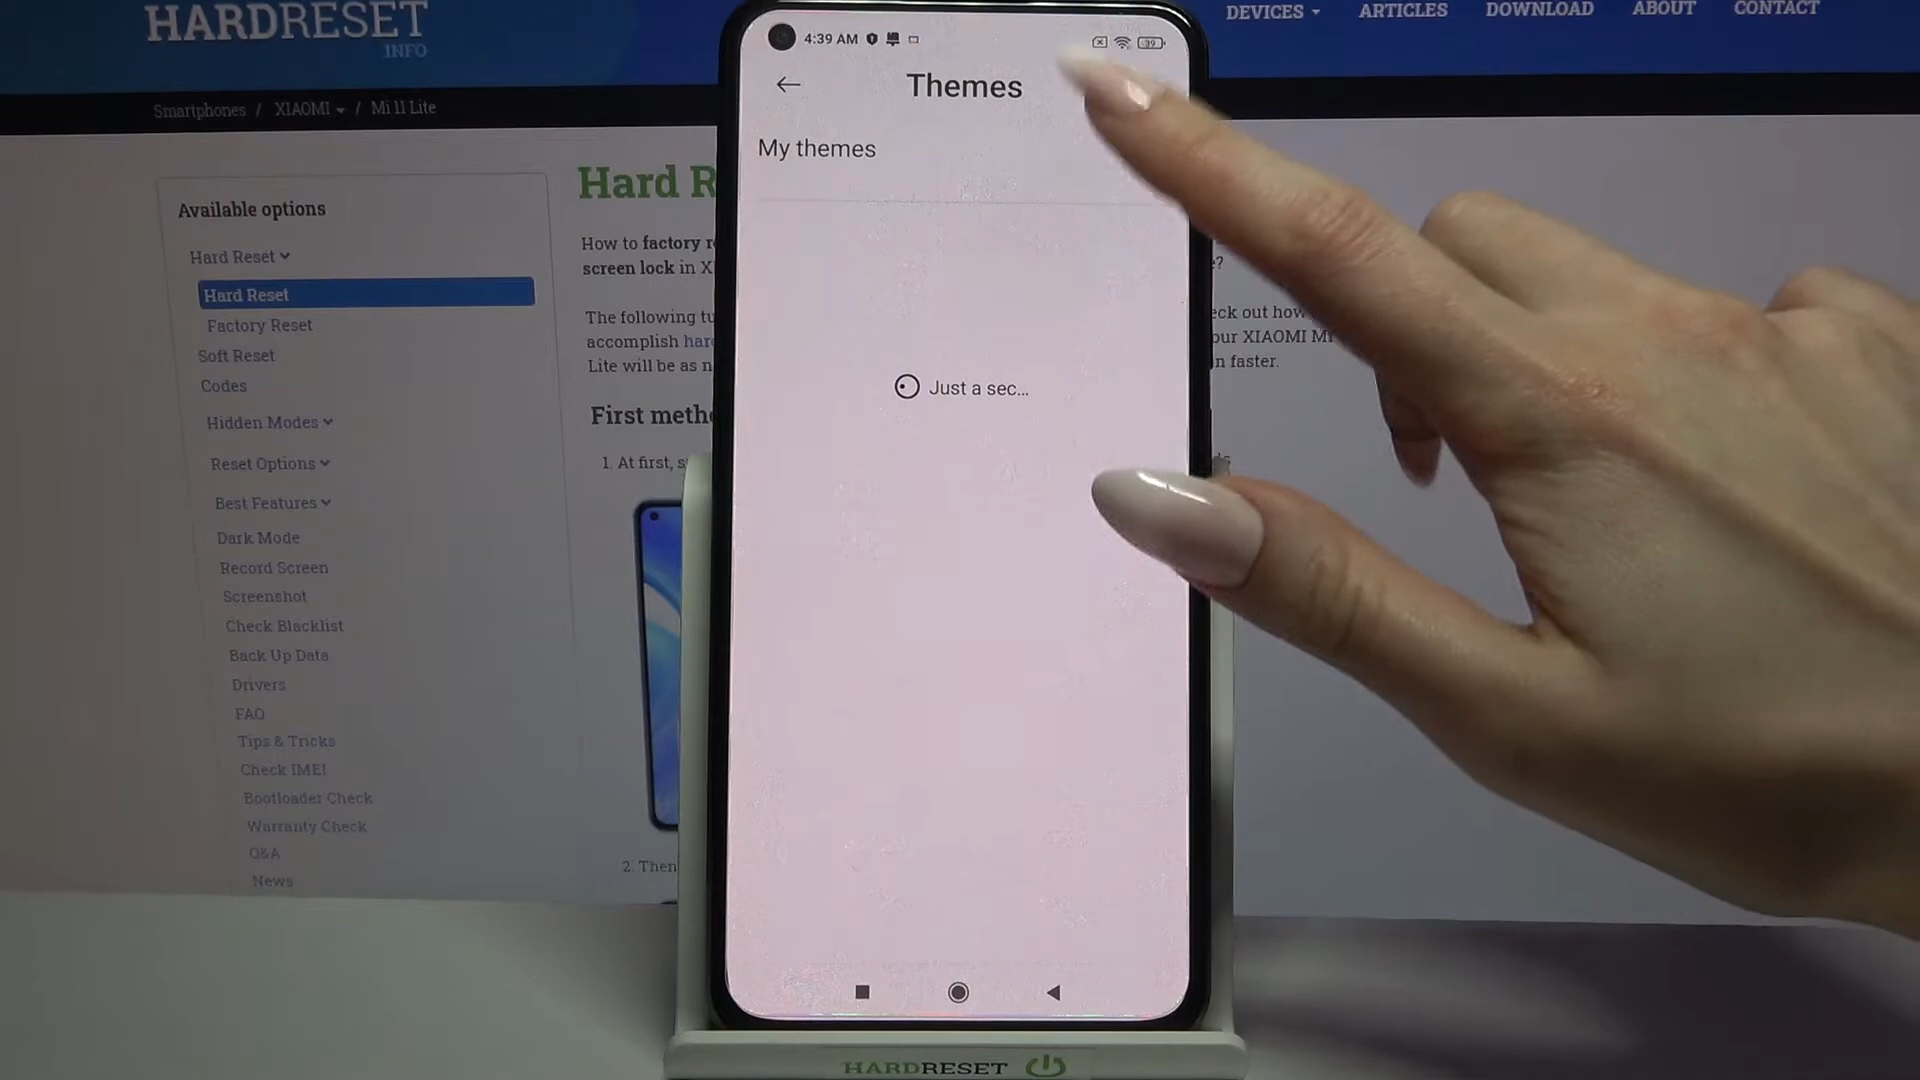 HARDRESET
.INFO
DEVICES
ARTICLES
DOWNLOAD
ABOUT
CONTACT
Smartphones / XIAOMI / Mi 11 Lite
Available options
Hard Reset
Hard Reset
Factory Reset
Soft Reset
Codes
Hidden Modes
Reset Options
Best Features
Dark Mode
Record Screen
Screenshot
Check Blacklist
Back Up Data
Drivers
FAQ
Tips & Tricks
Check IMEI
Bootloader Check
Warranty Check
Q&A
News
Hard R
How to factory r
screen lock in X
The following tu
accomplish har
Lite will be as n
First meth
1. At first, s
2. Then
e?
eck out how
our XIAOMI MI
n faster.
4:39 AM
39
Themes
My themes
Just a sec...
HARDRESET